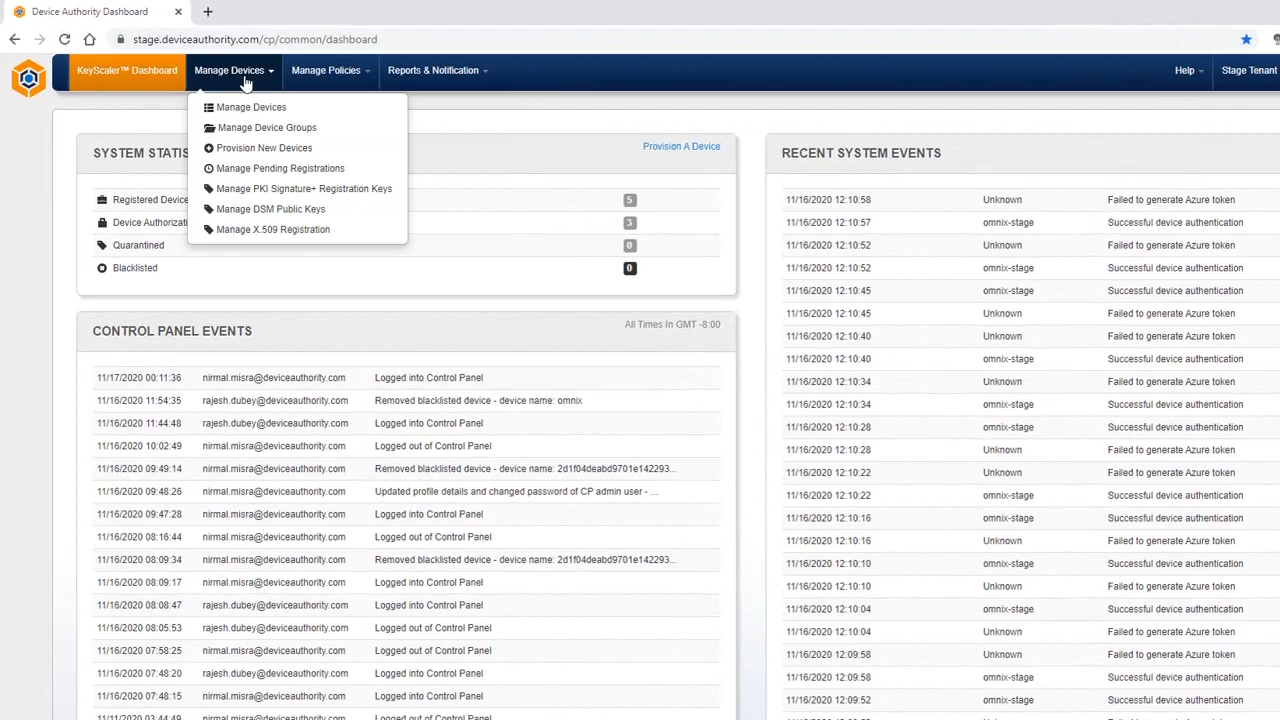 Device Authority Dashboard
stage.deviceauthority.com/cp/common/dashboard
KeyScaler™ Dashboard Manage Devices Manage Policies Reports & Notification Help Stage Tenant
Manage Devices
Manage Device Groups
Provision New Devices
Manage Pending Registrations
Manage PKI Signature+ Registration Keys
Manage DSM Public Keys
Manage X.509 Registration
SYSTEM STATIS
Provision A Device
Registered Device 5
Device Authorizati 3
Quarantined 0
Blacklisted 0
CONTROL PANEL EVENTS
All Times In GMT -8:00
11/17/2020 00:11:36 nirmal.misra@deviceauthority.com Logged into Control Panel
11/16/2020 11:54:35 rajesh.dubey@deviceauthority.com Removed blacklisted device - device name: omnix
11/16/2020 11:44:48 rajesh.dubey@deviceauthority.com Logged into Control Panel
11/16/2020 10:02:49 nirmal.misra@deviceauthority.com Logged out of Control Panel
11/16/2020 09:49:14 nirmal.misra@deviceauthority.com Removed blacklisted device - device name: 2d1f04deabd9701e142293...
11/16/2020 09:48:26 nirmal.misra@deviceauthority.com Updated profile details and changed password of CP admin user - ...
11/16/2020 09:47:28 nirmal.misra@deviceauthority.com Logged into Control Panel
11/16/2020 08:16:44 nirmal.misra@deviceauthority.com Logged out of Control Panel
11/16/2020 08:09:34 nirmal.misra@deviceauthority.com Removed blacklisted device - device name: 2d1f04deabd9701e142293...
11/16/2020 08:09:17 nirmal.misra@deviceauthority.com Logged into Control Panel
11/16/2020 08:08:47 rajesh.dubey@deviceauthority.com Logged out of Control Panel
11/16/2020 08:05:53 rajesh.dubey@deviceauthority.com Logged into Control Panel
11/16/2020 07:58:25 nirmal.misra@deviceauthority.com Logged out of Control Panel
11/16/2020 07:48:20 nirmal.misra@deviceauthority.com Logged into Control Panel
11/16/2020 07:48:15 nirmal.misra@deviceauthority.com Logged into Control Panel
11/11/2020 03:44:49 nirmal.misra@deviceauthority.com Logged out of Control Panel
RECENT SYSTEM EVENTS
11/16/2020 12:10:58 Unknown Failed to generate Azure token
11/16/2020 12:10:57 omnix-stage Successful device authentication
11/16/2020 12:10:52 Unknown Failed to generate Azure token
11/16/2020 12:10:52 omnix-stage Successful device authentication
11/16/2020 12:10:45 omnix-stage Successful device authentication
11/16/2020 12:10:45 Unknown Failed to generate Azure token
11/16/2020 12:10:40 Unknown Failed to generate Azure token
11/16/2020 12:10:40 omnix-stage Successful device authentication
11/16/2020 12:10:34 Unknown Failed to generate Azure token
11/16/2020 12:10:34 omnix-stage Successful device authentication
11/16/2020 12:10:28 omnix-stage Successful device authentication
11/16/2020 12:10:28 Unknown Failed to generate Azure token
11/16/2020 12:10:22 Unknown Failed to generate Azure token
11/16/2020 12:10:22 omnix-stage Successful device authentication
11/16/2020 12:10:16 omnix-stage Successful device authentication
11/16/2020 12:10:16 Unknown Failed to generate Azure token
11/16/2020 12:10:10 omnix-stage Successful device authentication
11/16/2020 12:10:10 Unknown Failed to generate Azure token
11/16/2020 12:10:04 omnix-stage Successful device authentication
11/16/2020 12:10:04 Unknown Failed to generate Azure token
11/16/2020 12:09:58 Unknown Failed to generate Azure token
11/16/2020 12:09:58 omnix-stage Successful device authentication
11/16/2020 12:09:52 omnix-stage Successful device authentication